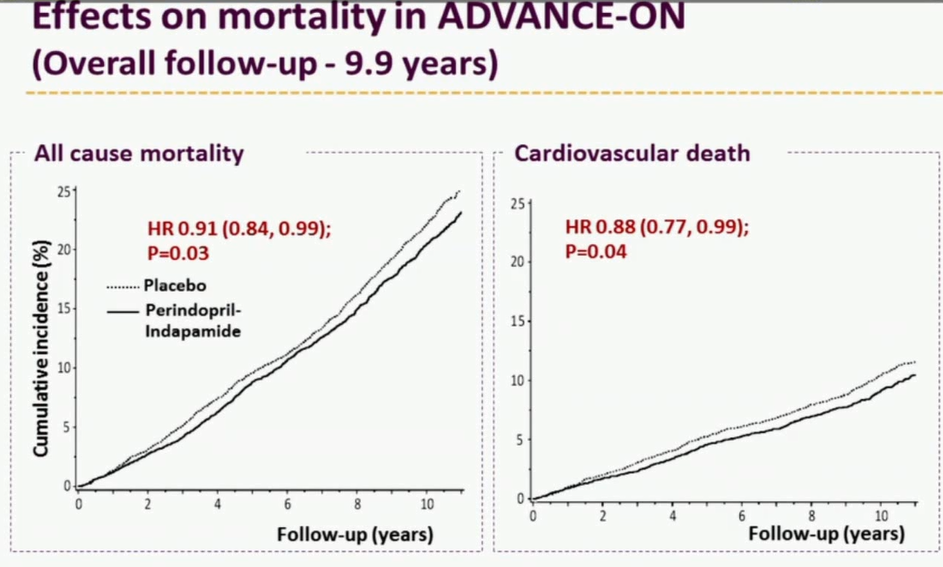 Effects on mortality in ADVANCE-ON
(Overall follow-up - 9.9 years)
All cause mortality
Cumulative incidence (%)
25
20
15
10
5
0
HR 0.91 (0.84, 0.99);
P=0.03
Placebo
Perindopril-
Indapamide
0 2 4 6 8 10
Follow-up (years)
Cardiovascular death
25
20
15
10
5
0
HR 0.88 (0.77, 0.99);
P=0.04
0 2 4 6 8 10
Follow-up (years)